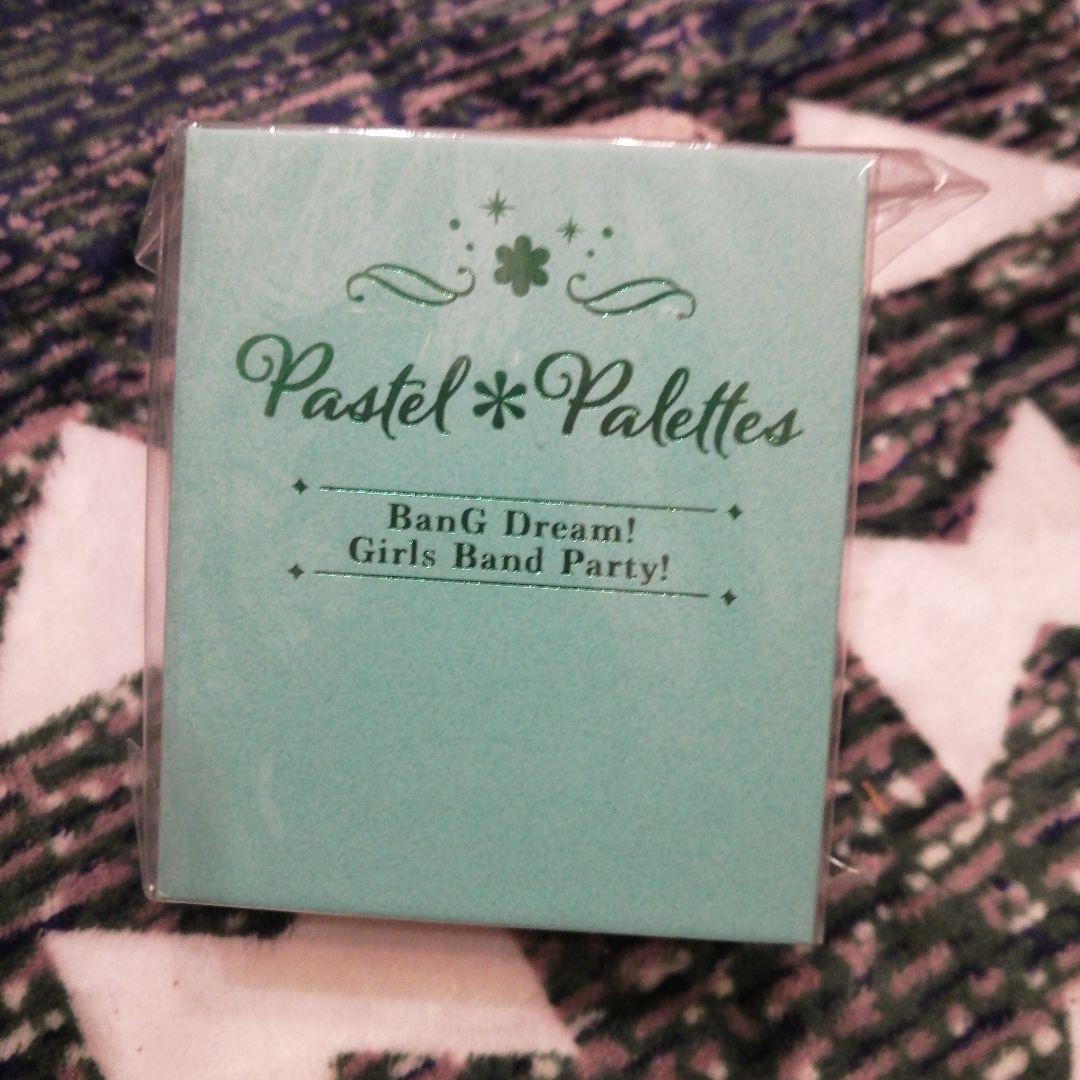 Pastel*Palettes
BanG Dream!
Girls Band Party!